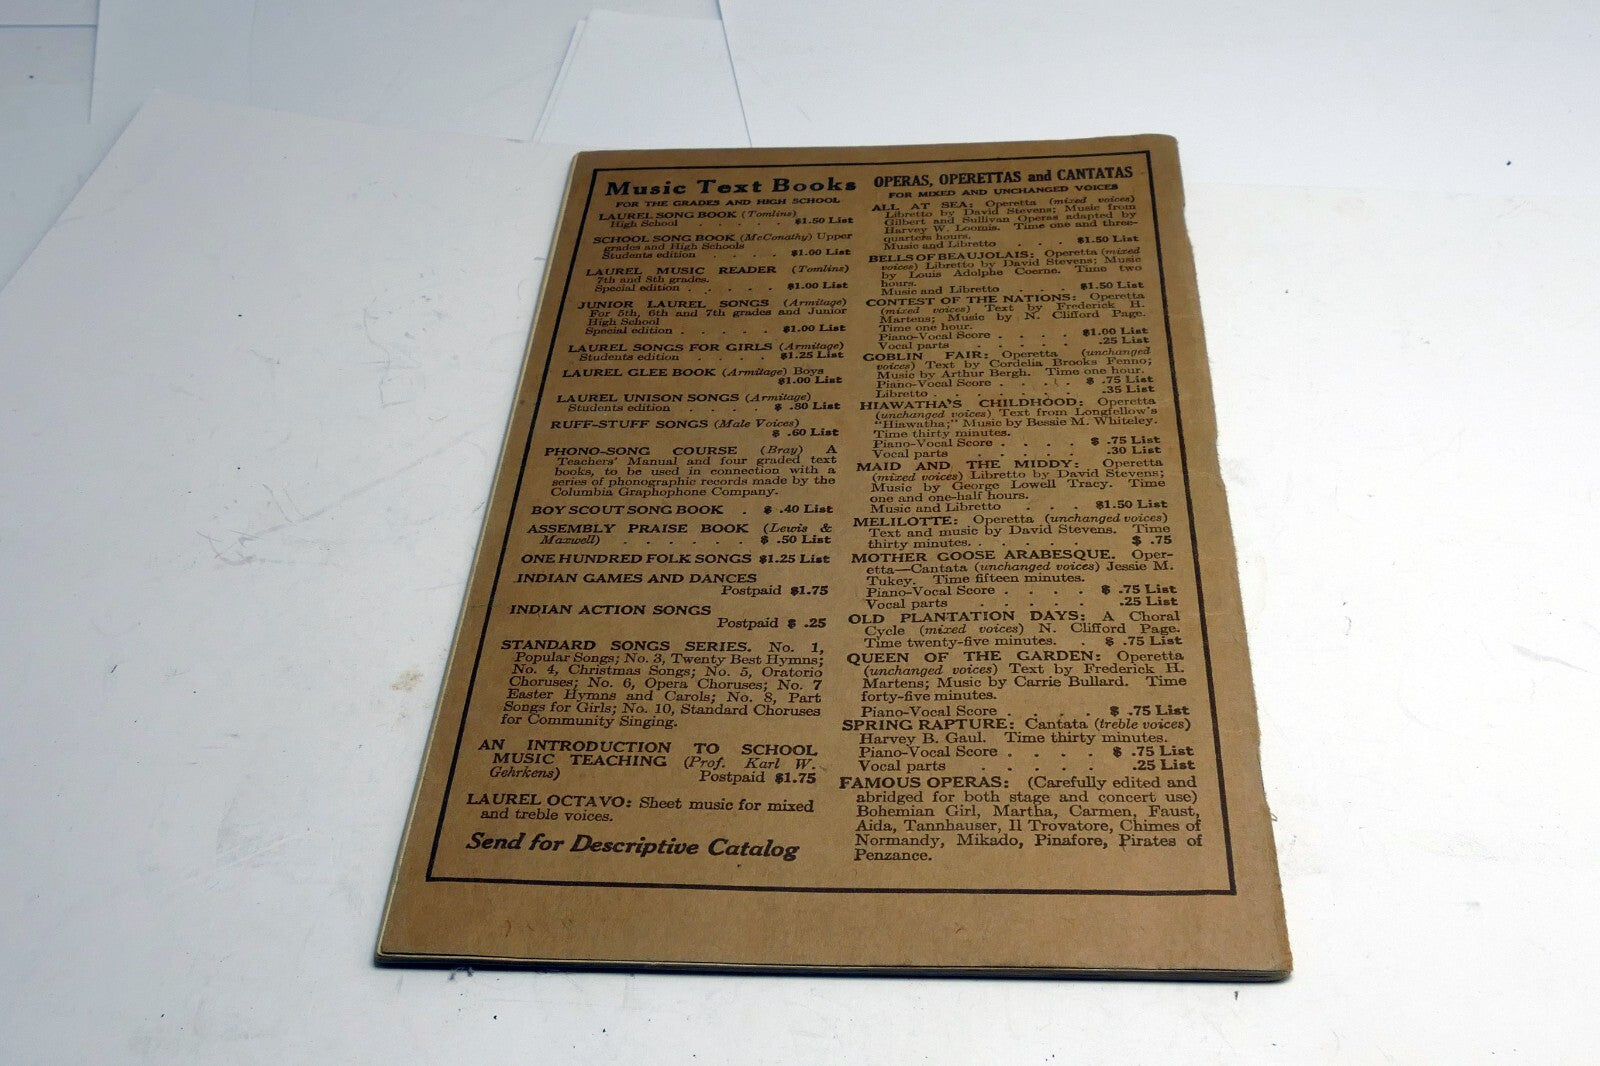 Music Text Books
FOR THE GRADES AND HIGH SCHOOL
LAUREL SONG BOOK (Tomlins)
High School . . . . . $1.50 List
SCHOOL SONG BOOK (McConathy) Upper
grades and High Schools
Students edition . . . . $1.00 List
LAUREL MUSIC READER (Tomlins)
7th and 8th grades.
Special edition . . . . . $1.00 List
JUNIOR LAUREL SONGS (Armitage)
For 5th, 6th and 7th grades and Junior
High School
Special edition . . . . . $1.00 List
LAUREL SONGS FOR GIRLS (Armitage)
Students edition . . . . $1.25 List
LAUREL GLEE BOOK (Armitage) Boys
$1.00 List
LAUREL UNISON SONGS (Armitage)
Students edition . . . . $ .80 List
RUFF-STUFF SONGS (Male Voices)
$ .60 List
PHONO-SONG COURSE (Bray) A
Teachers' Manual and four graded text
books, to be used in connection with a
series of phonographic records made by the
Columbia Graphophone Company.
BOY SCOUT SONG BOOK . $ .40 List
ASSEMBLY PRAISE BOOK (Lewis &
Maxwell) . . . . . . $ .50 List
ONE HUNDRED FOLK SONGS $1.25 List
INDIAN GAMES AND DANCES
Postpaid $1.75
INDIAN ACTION SONGS
Postpaid $ .25
STANDARD SONGS SERIES. No. 1,
Popular Songs; No. 3, Twenty Best Hymns;
No. 4, Christmas Songs; No. 5, Oratorio
Choruses; No. 6, Opera Choruses; No. 7
Easter Hymns and Carols; No. 8, Part
Songs for Girls; No. 10, Standard Choruses
for Community Singing.
AN INTRODUCTION TO SCHOOL
MUSIC TEACHING (Prof. Karl W.
Gehrkens) Postpaid $1.75
LAUREL OCTAVO: Sheet music for mixed
and treble voices.
Send for Descriptive Catalog
OPERAS, OPERETTAS and CANTATAS
FOR MIXED AND UNCHANGED VOICES
ALL AT SEA: Operetta (mixed voices)
Libretto by David Stevens; Music from
Gilbert and Sullivan Operas adapted by
Harvey W. Loomis. Time one and three-
quarters hours.
Music and Libretto . . . $1.50 List
BELLS OF BEAUJOLAIS: Operetta (mixed
voices) Libretto by David Stevens; Music
by Louis Adolphe Coerne. Time two
hours.
Music and Libretto . . . $1.50 List
CONTEST OF THE NATIONS: Operetta
(mixed voices) Text by Frederick H.
Martens; Music by N. Clifford Page.
Time one hour.
Piano-Vocal Score . . . . $1.00 List
Vocal parts . . . . . .25 List
GOBLIN FAIR: Operetta (unchanged
voices) Text by Cordelia Brooks Fenno;
Music by Arthur Bergh. Time one hour.
Piano-Vocal Score . . . . $ .75 List
Libretto . . . . . . . .35 List
HIAWATHA'S CHILDHOOD: Operetta
(unchanged voices) Text from Longfellow's
"Hiawatha;" Music by Bessie M. Whiteley.
Time thirty minutes.
Piano-Vocal Score . . . . $ .75 List
Vocal parts . . . . . .30 List
MAID AND THE MIDDY: Operetta
(mixed voices) Libretto by David Stevens;
Music by George Lowell Tracy. Time
one and one-half hours.
Music and Libretto . . . $1.50 List
MELILOTTE: Operetta (unchanged voices)
Text and music by David Stevens. Time
thirty minutes. . . . . . . $ .75
MOTHER GOOSE ARABESQUE. Oper-
etta—Cantata (unchanged voices) Jessie M.
Tukey. Time fifteen minutes.
Piano-Vocal Score . . . . $ .75 List
Vocal parts . . . . . .25 List
OLD PLANTATION DAYS; A Choral
Cycle (mixed voices) N. Clifford Page.
Time twenty-five minutes. $ .75 List
QUEEN OF THE GARDEN: Operetta
(unchanged voices) Text by Frederick H.
Martens; Music by Carrie Bullard. Time
forty-five minutes.
Piano-Vocal Score . . . . $ .75 List
SPRING RAPTURE: Cantata (treble voices)
Harvey B. Gaul. Time thirty minutes.
Piano-Vocal Score . . . . $ .75 List
Vocal parts . . . . . .25 List
FAMOUS OPERAS: (Carefully edited and
abridged for both stage and concert use)
Bohemian Girl, Martha, Carmen, Faust,
Aida, Tannhauser, Il Trovatore, Chimes of
Normandy, Mikado, Pinafore, Pirates of
Penzance.